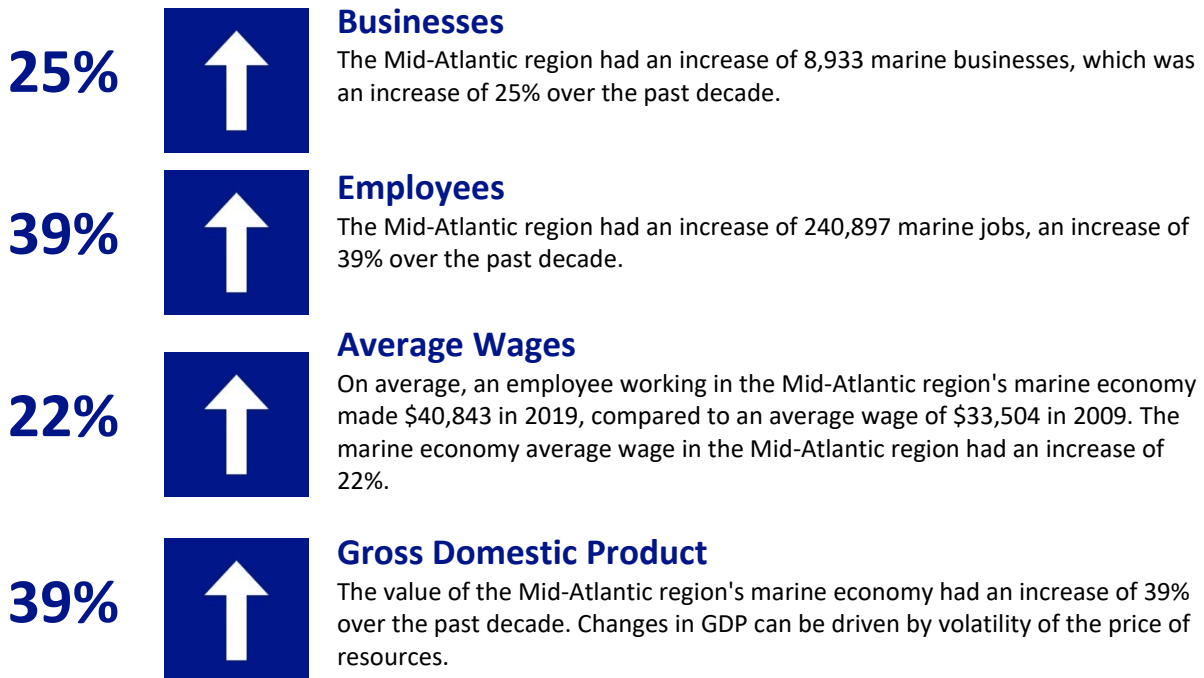 25%
Businesses
The Mid-Atlantic region had an increase of 8,933 marine businesses, which was
an increase of 25% over the past decade.
39%
Employees
The Mid-Atlantic region had an increase of 240,897 marine jobs, an increase of
39% over the past decade.
22%
Average Wages
On average, an employee working in the Mid-Atlantic region's marine economy
made $40,843 in 2019, compared to an average wage of $33,504 in 2009. The
marine economy average wage in the Mid-Atlantic region had an increase of
22%.
39%
Gross Domestic Product
The value of the Mid-Atlantic region's marine economy had an increase of 39%
over the past decade. Changes in GDP can be driven by volatility of the price of
resources.